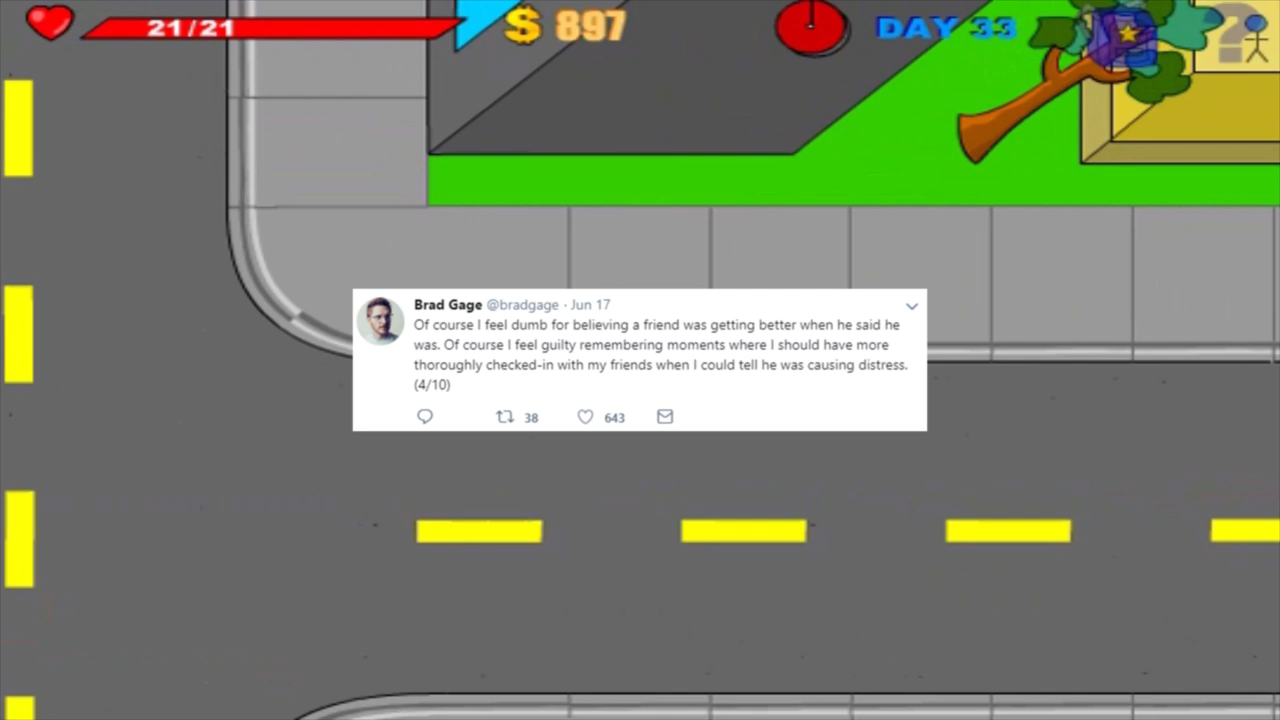 21/21
$ 897
DAY 33
?
Brad Gage @bradgage · Jun 17
Of course I feel dumb for believing a friend was getting better when he said he
was. Of course I feel guilty remembering moments where I should have more
thoroughly checked-in with my friends when I could tell he was causing distress.
(4/10)
38
643